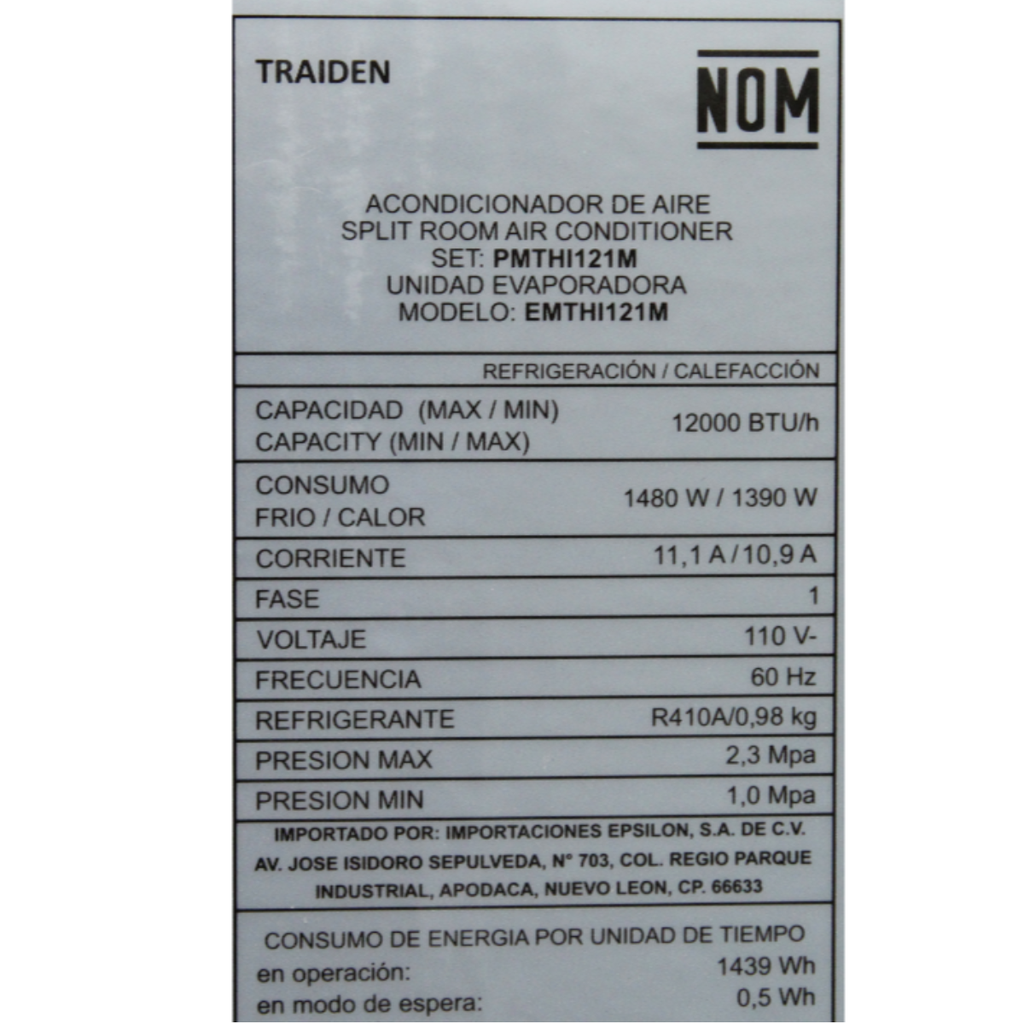 TRAIDEN
NOM
ACONDICIONADOR DE AIRE
SPLIT ROOM AIR CONDITIONER
SET: PMTHI121M
UNIDAD EVAPORADORA
MODELO: EMTHI121M
REFRIGERACIÓN / CALEFACCIÓN
CAPACIDAD (MAX / MIN)
CAPACITY (MIN / MAX)
12000 BTU/h
CONSUMO
FRIO / CALOR
1480 W / 1390 W
CORRIENTE 11,1 A / 10,9 A
FASE 1
VOLTAJE 110 V-
FRECUENCIA 60 Hz
REFRIGERANTE R410A/0,98 kg
PRESION MAX 2,3 Mpa
PRESION MIN 1,0 Mpa
IMPORTADO POR: IMPORTACIONES EPSILON, S.A. DE C.V.
AV. JOSE ISIDORO SEPULVEDA, N° 703, COL. REGIO PARQUE
INDUSTRIAL, APODACA, NUEVO LEON, CP. 66633
CONSUMO DE ENERGIA POR UNIDAD DE TIEMPO
en operación: 1439 Wh
en modo de espera: 0,5 Wh